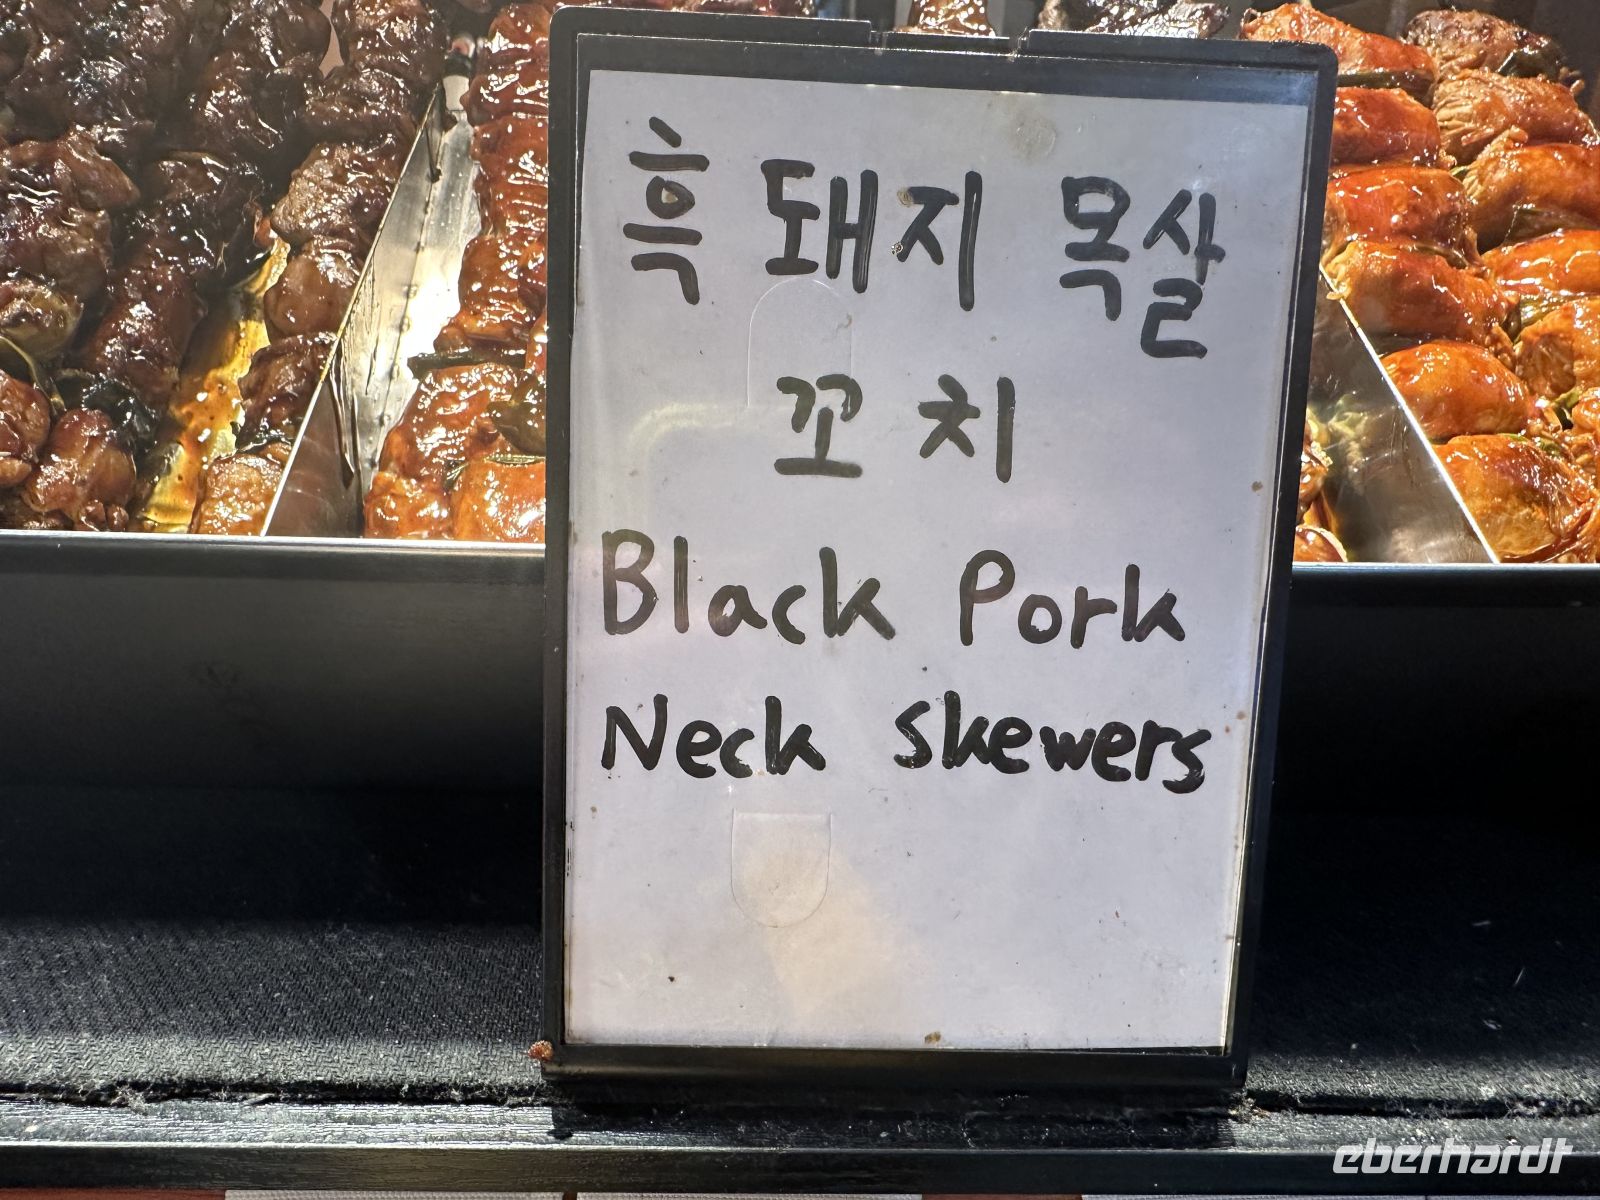 흑돼지 목살
꼬치
Black Pork
Neck Skewers
eberhardt